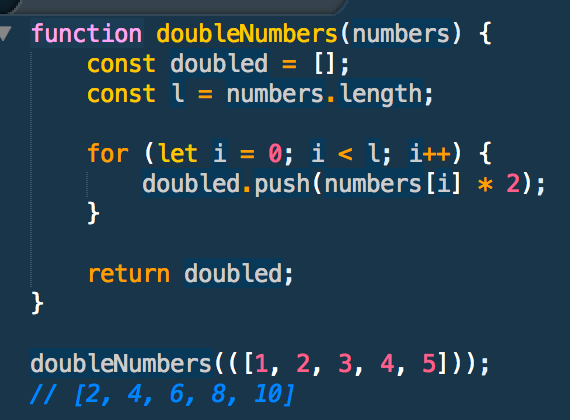 function doubleNumbers(numbers) {
    const doubled = [];
    const l = numbers.length;

    for (let i = 0; i < l; i++) {
        doubled.push(numbers[i] * 2);
    }

    return doubled;
}

doubleNumbers(([1, 2, 3, 4, 5]));
// [2, 4, 6, 8, 10]